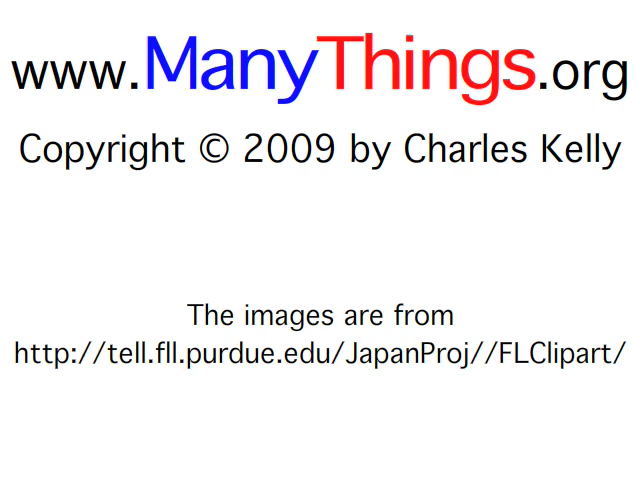 www.ManyThings.org
Copyright © 2009 by Charles Kelly
The images are from
http://tell.fll.purdue.edu/JapanProj//FLClipart/